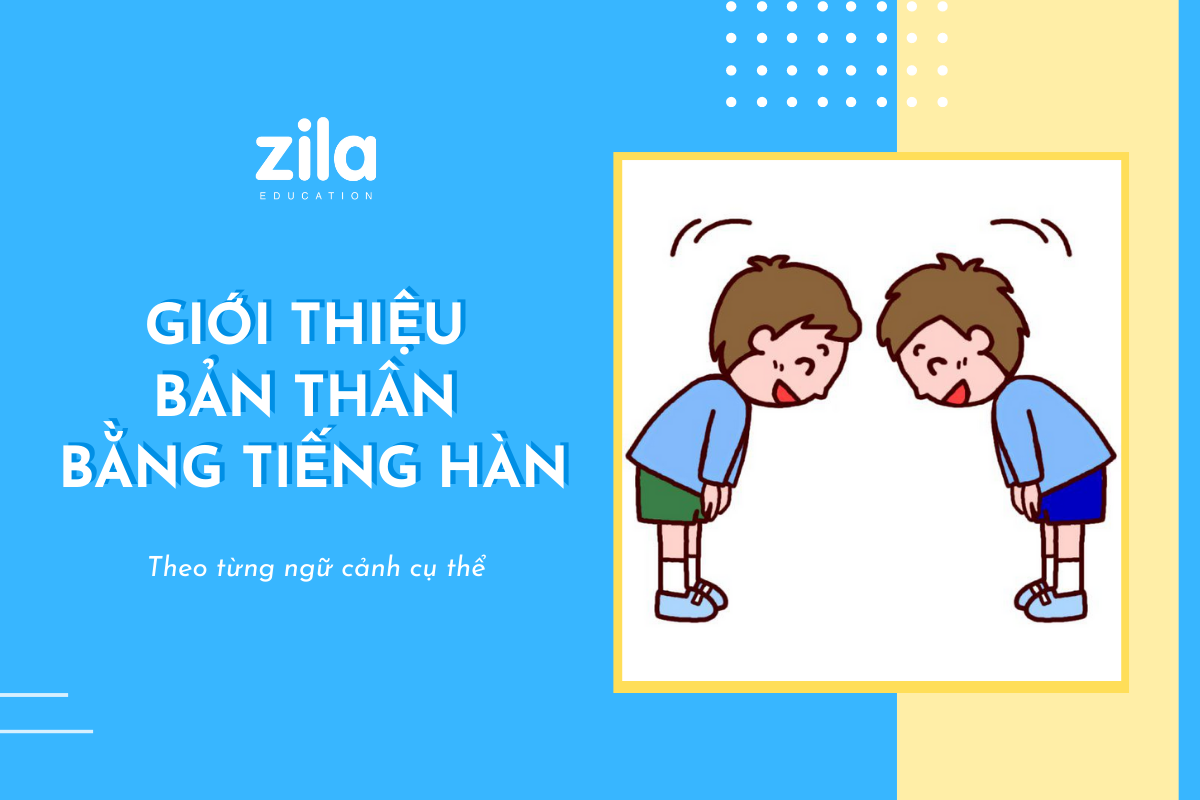 zila
EDUCATION
GIỚI THIỆU
BẢN THÂN
BẰNG TIẾNG HÀN
Theo từng ngữ cảnh cụ thể